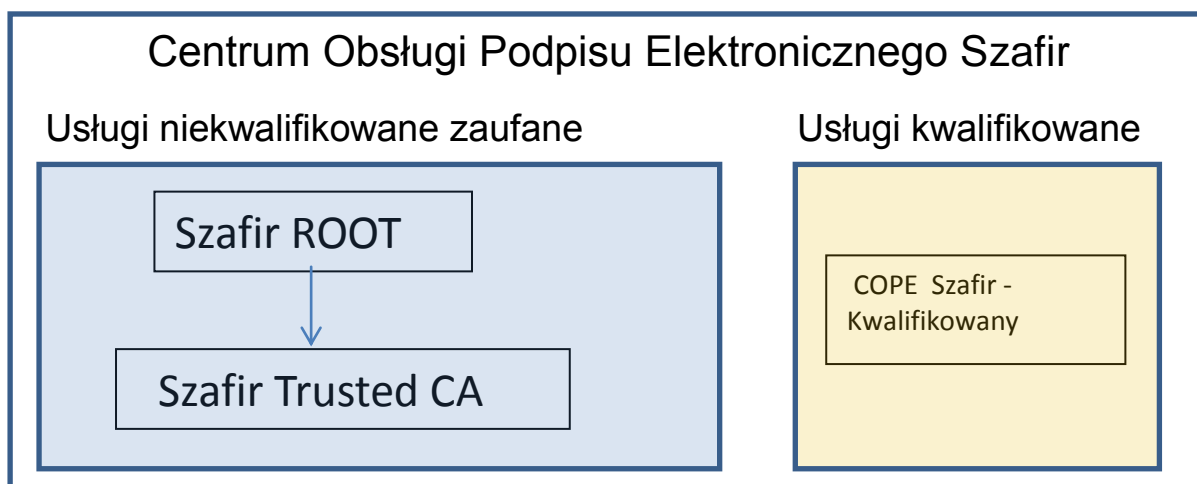 Centrum Obsługi Podpisu Elektronicznego Szafir
Usługi niekwalifikowane zaufane
Usługi kwalifikowane
Szafir ROOT
Szafir Trusted CA
COPE Szafir -
Kwalifikowany